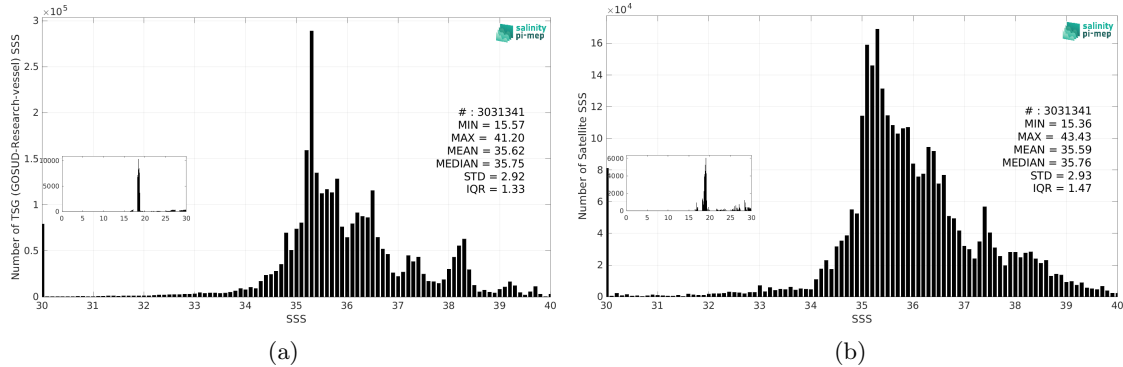 ×10⁵
3
2.5
2
1.5
1
0.5
0
Number of TSG (GOSUD-Research-vessel) SSS
salinity
pi-mep
# : 3031341
MIN = 15.57
MAX = 41.20
MEAN = 35.62
MEDIAN = 35.75
STD = 2.92
IQR = 1.33
10000
5000
0
0 5 10 15 20 25 30
30 31 32 33 34 35 36 37 38 39 40
SSS
(a)
×10⁴
16
14
12
10
8
6
4
2
0
Number of Satellite SSS
salinity
pi-mep
# : 3031341
MIN = 15.36
MAX = 43.43
MEAN = 35.59
MEDIAN = 35.76
STD = 2.93
IQR = 1.47
6000
4000
2000
0
0 5 10 15 20 25 30
30 31 32 33 34 35 36 37 38 39 40
SSS
(b)